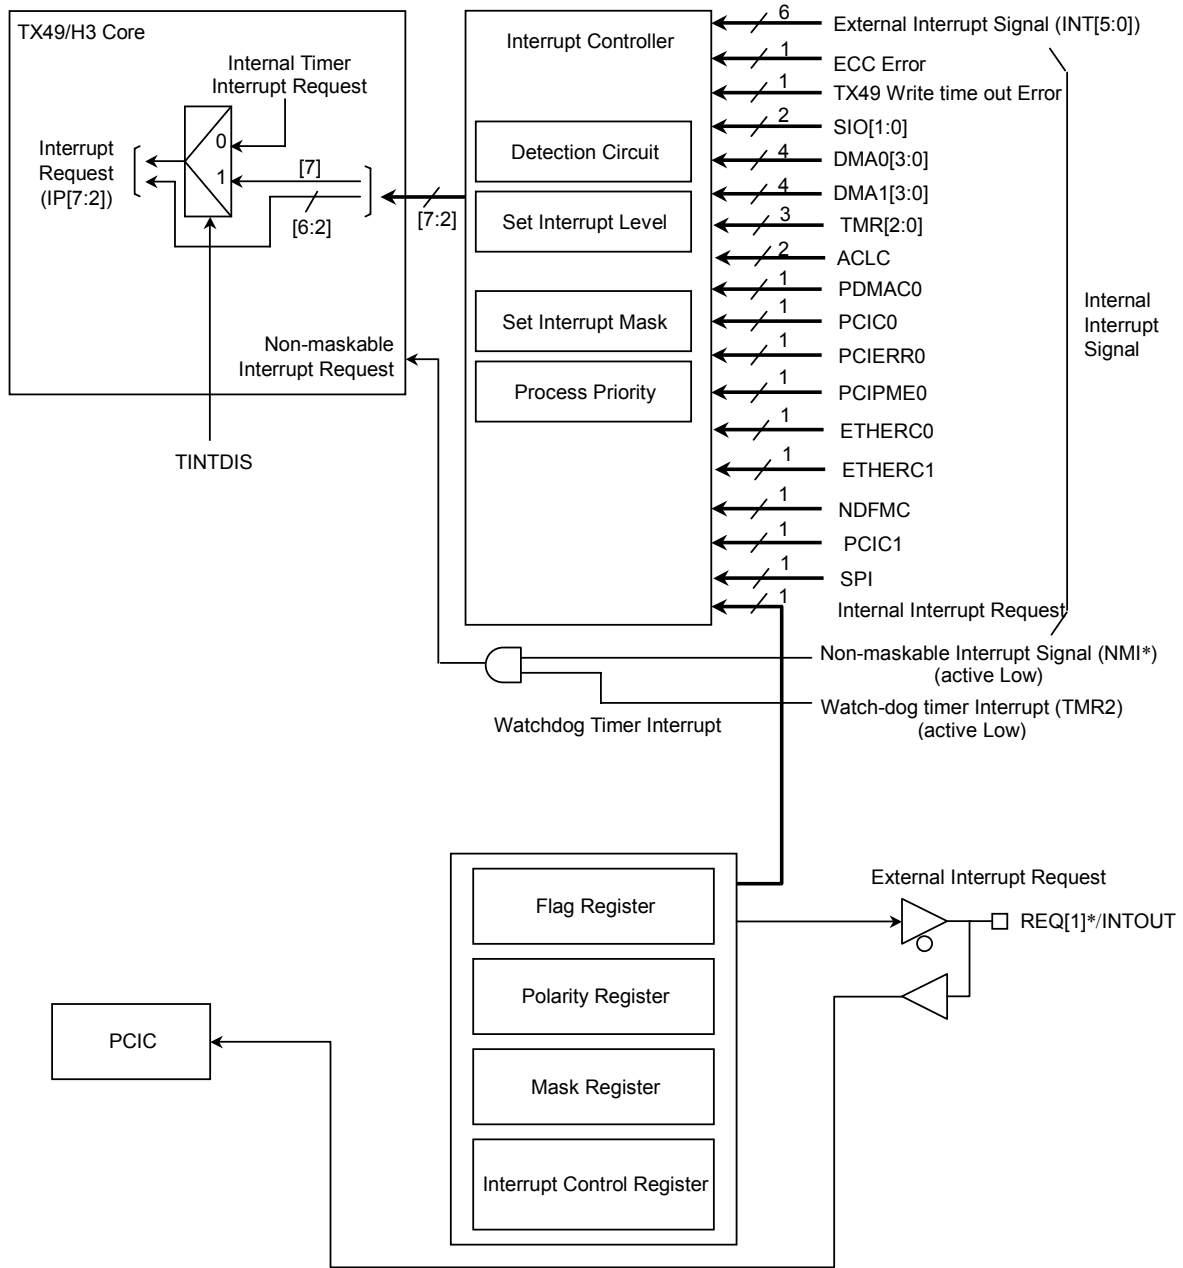 TX49/H3 Core
Internal Timer
Interrupt Request
0
1
Interrupt
Request
(IP[7:2])
[7]
[6:2]
[7:2]
Non-maskable
Interrupt Request
TINTDIS
Interrupt Controller
Detection Circuit
Set Interrupt Level
Set Interrupt Mask
Process Priority
6
External Interrupt Signal (INT[5:0])
1
ECC Error
1
TX49 Write time out Error
2
SIO[1:0]
4
DMA0[3:0]
4
DMA1[3:0]
3
TMR[2:0]
2
ACLC
1
PDMAC0
1
PCIC0
1
PCIERR0
1
PCIPME0
1
ETHERC0
1
ETHERC1
1
NDFMC
1
PCIC1
1
SPI
1
Internal Interrupt Request
Internal
Interrupt
Signal
Non-maskable Interrupt Signal (NMI*)
(active Low)
Watch-dog timer Interrupt (TMR2)
(active Low)
Watchdog Timer Interrupt
Flag Register
Polarity Register
Mask Register
Interrupt Control Register
External Interrupt Request
REQ[1]*/INTOUT
PCIC